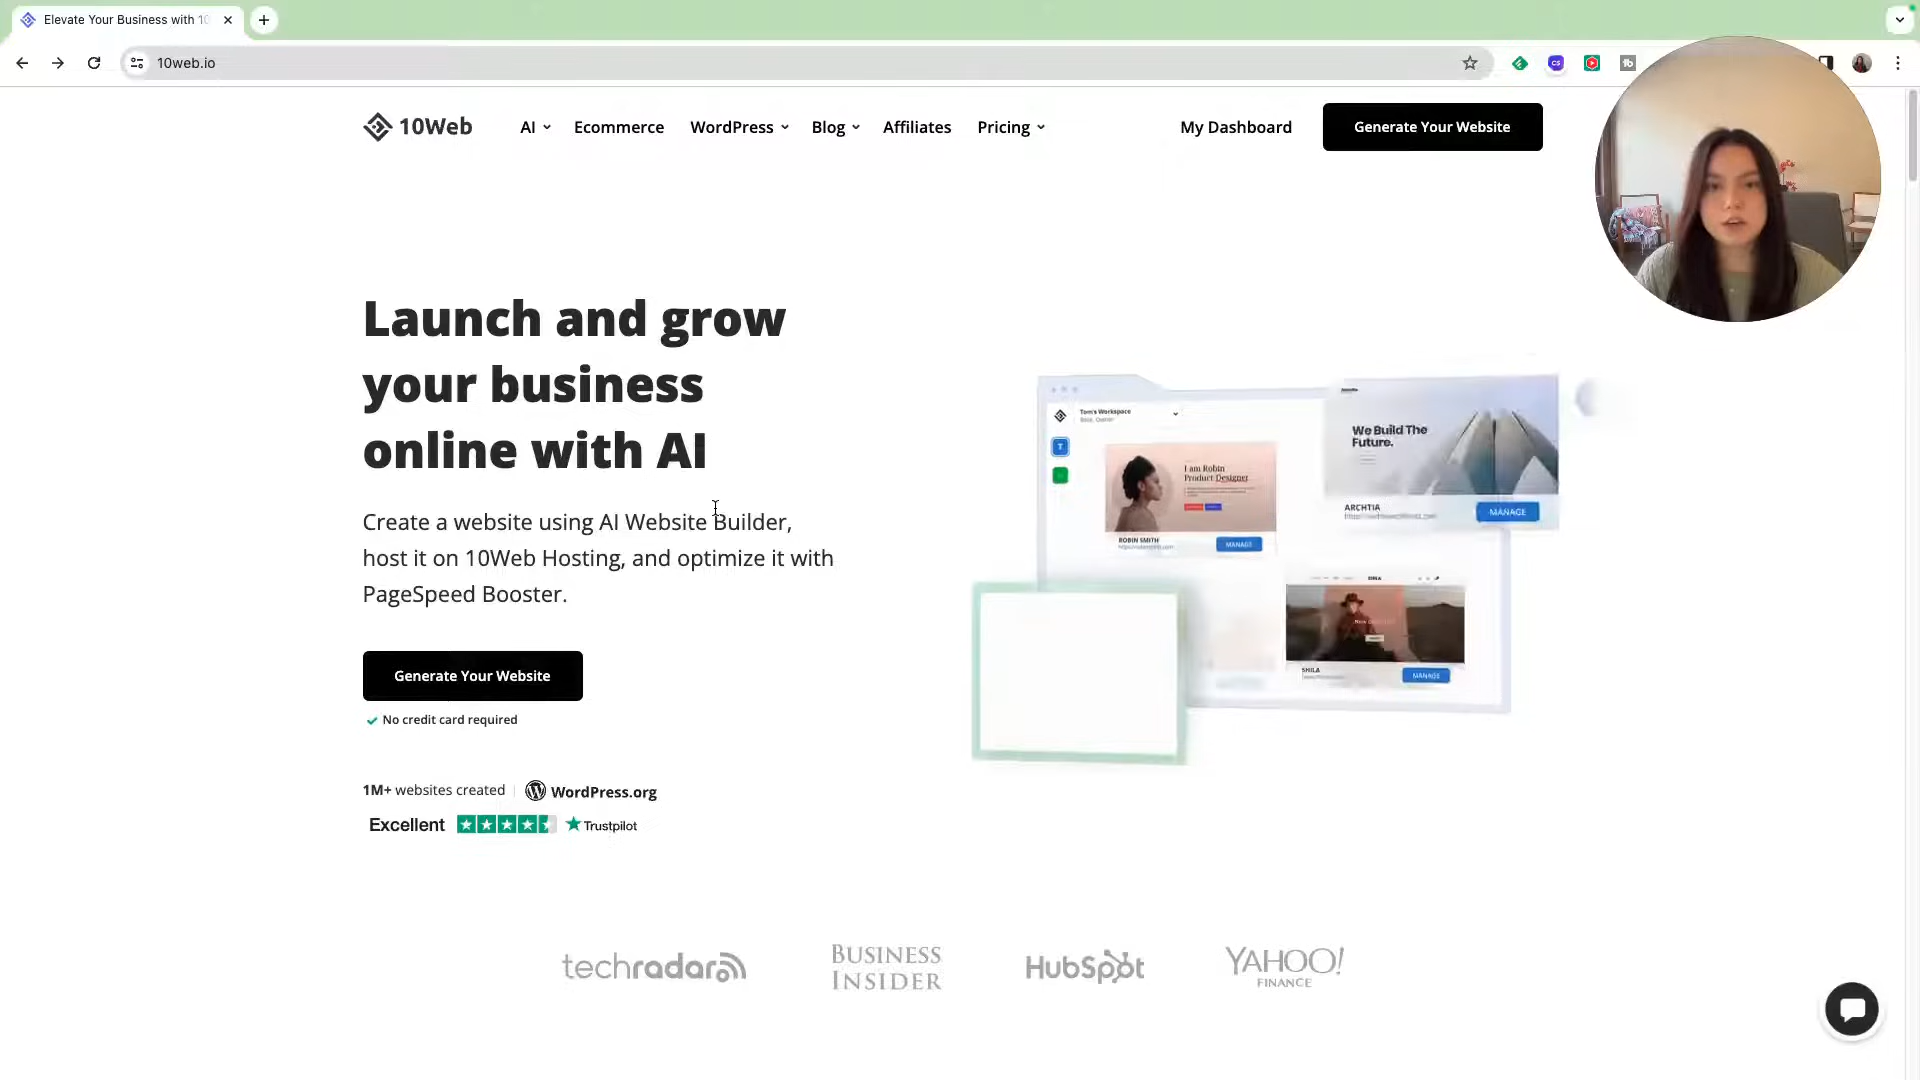 Elevate Your Business with 10
10web.io
10Web
AI
Ecommerce
WordPress
Blog
Affiliates
Pricing
My Dashboard
Generate Your Website
Launch and grow
your business
online with AI
Create a website using AI Website Builder,
host it on 10Web Hosting, and optimize it with
PageSpeed Booster.
Generate Your Website
No credit card required
1M+ websites created
WordPress.org
Excellent
Trustpilot
Tom's Workspace
I am Robin
Product Designer
ROBIN SMITH
MANAGE
We Build The
Future.
ARCHTIA
MANAGE
SHILA
MANAGE
techradar
BUSINESS
INSIDER
HubSpot
YAHOO!
FINANCE